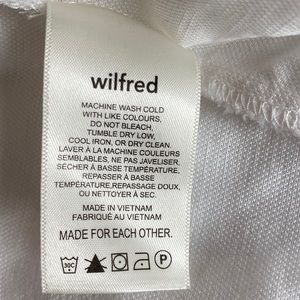 wilfred
MACHINE WASH COLD
WITH LIKE COLOURS,
DO NOT BLEACH,
TUMBLE DRY LOW,
COOL IRON, OR DRY CLEAN.
LAVER À LA MACHINE COULEURS
SEMBLABLES, NE PAS JAVELISER,
SÉCHER À BASSE TEMPÉRATURE,
REPASSER À BASSE
TEMPÉRATURE,REPASSAGE DOUX,
OU NETTOYER À SEC.
MADE IN VIETNAM
FABRIQUÉ AU VIETNAM
MADE FOR EACH OTHER.
30C P